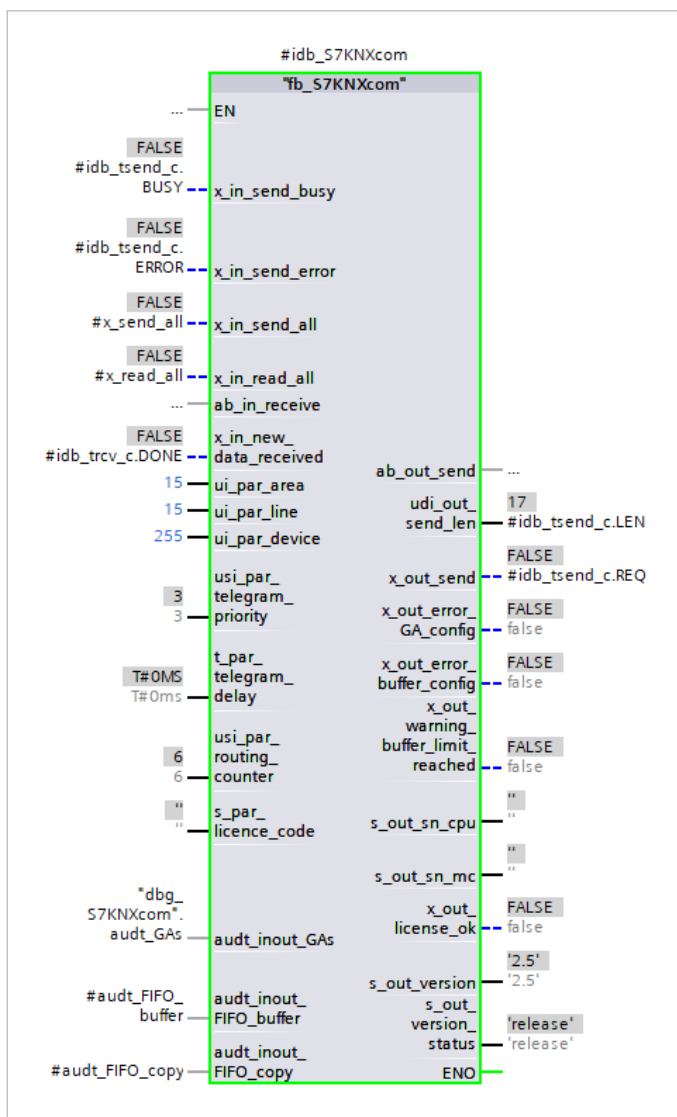 #idb_S7KNXcom
"fb_S7KNXcom"
... EN
FALSE
#idb_tsend_c.
BUSY x_in_send_busy
FALSE
#idb_tsend_c.
ERROR x_in_send_error
FALSE
#x_send_all x_in_send_all
FALSE
#x_read_all x_in_read_all
... ab_in_receive
FALSE
#idb_trcv_c.DONE
x_in_new_
data_received
15 ui_par_area
15 ui_par_line
255 ui_par_device
3
3
usi_par_
telegram_
priority
T#0MS
T#0ms
t_par_
telegram_
delay
6
6
usi_par_
routing_
counter
''
''
s_par_
licence_code
"dbg_
S7KNXcom".
audt_GAs audt_inout_GAs
#audt_FIFO_
buffer
audt_inout_
FIFO_buffer
#audt_FIFO_copy
audt_inout_
FIFO_copy
ab_out_send ...
udi_out_
send_len
17
#idb_tsend_c.LEN
FALSE
x_out_send #idb_tsend_c.REQ
x_out_error_
GA_config
FALSE
false
x_out_error_
buffer_config
FALSE
false
x_out_
warning_
buffer_limit_
reached
FALSE
false
''
s_out_sn_cpu ''
''
s_out_sn_mc ''
x_out_
license_ok
FALSE
false
'2.5'
s_out_version '2.5'
s_out_
version_
status
'release'
'release'
ENO